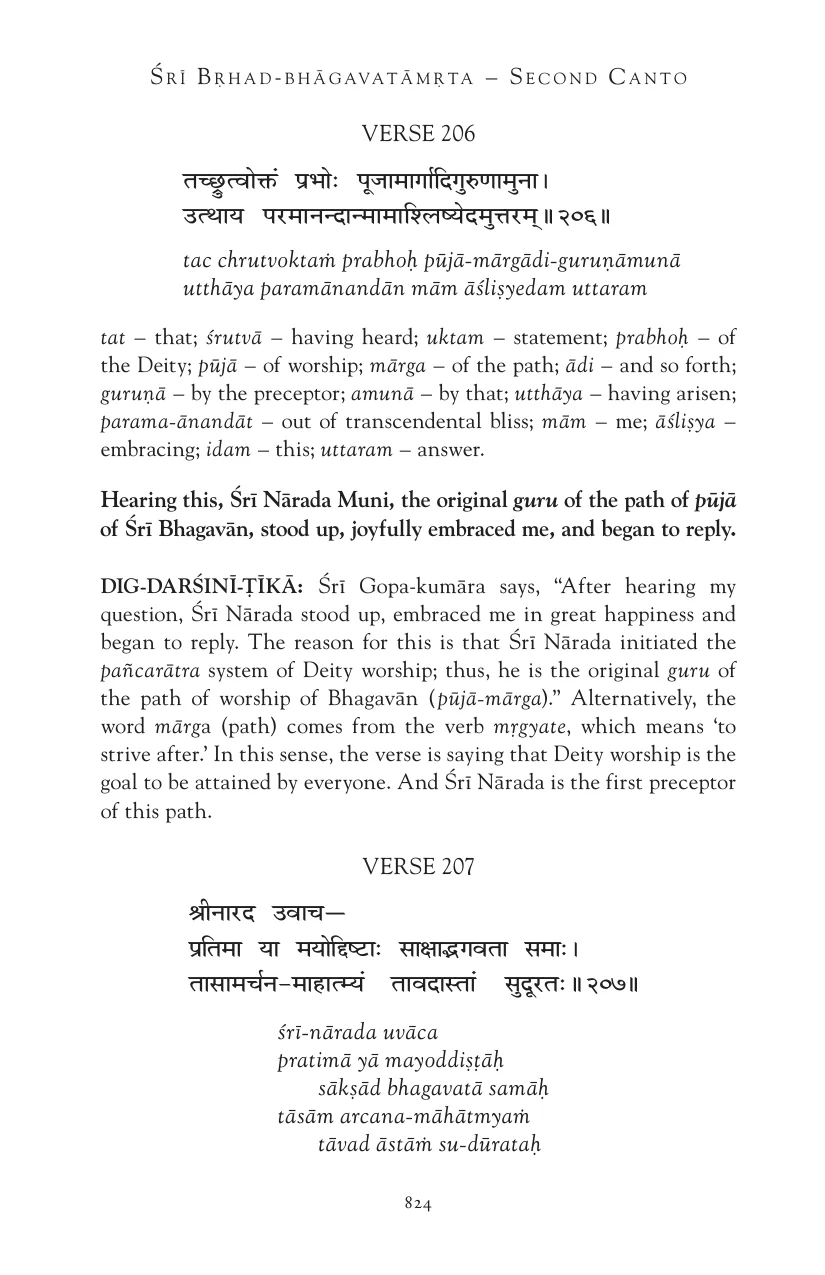 Śrī Bṛhad-bhāgavatāmṛta – Second Canto
VERSE 206
तच्छ्रुत्वोक्तं प्रभोः पूजामार्गादिगुरुणामुना।
उत्थाय परमानन्दान्मामाश्लिष्येदमुत्तरम्॥२०६॥
tac chrutvoktaṁ prabhoḥ pūjā-mārgādi-guruṇāmunā
utthāya paramānandān mām āśliṣyedam uttaram
tat – that; śrutvā – having heard; uktam – statement; prabhoḥ – of
the Deity; pūjā – of worship; mārga – of the path; ādi – and so forth;
guruṇā – by the preceptor; amunā – by that; utthāya – having arisen;
parama-ānandāt – out of transcendental bliss; mām – me; āśliṣya –
embracing; idam – this; uttaram – answer.
Hearing this, Śrī Nārada Muni, the original guru of the path of pūjā
of Śrī Bhagavān, stood up, joyfully embraced me, and began to reply.
DIG-DARŚINĪ-ṬĪKĀ: Śrī Gopa-kumāra says, “After hearing my
question, Śrī Nārada stood up, embraced me in great happiness and
began to reply. The reason for this is that Śrī Nārada initiated the
pañcarātra system of Deity worship; thus, he is the original guru of
the path of worship of Bhagavān (pūjā-mārga).” Alternatively, the
word mārga (path) comes from the verb mṛgyate, which means ‘to
strive after.’ In this sense, the verse is saying that Deity worship is the
goal to be attained by everyone. And Śrī Nārada is the first preceptor
of this path.
VERSE 207
श्रीनारद उवाच—
प्रतिमा या मयोद्दिष्टाः साक्षाद्भगवता समाः।
तासामर्चन-माहात्म्यं तावदास्तां सुदूरतः॥२०७॥
śrī-nārada uvāca
pratimā yā mayoddiṣṭāḥ
sākṣād bhagavatā samāḥ
tāsām arcana-māhātmyaṁ
tāvad āstāṁ su-dūrataḥ
824